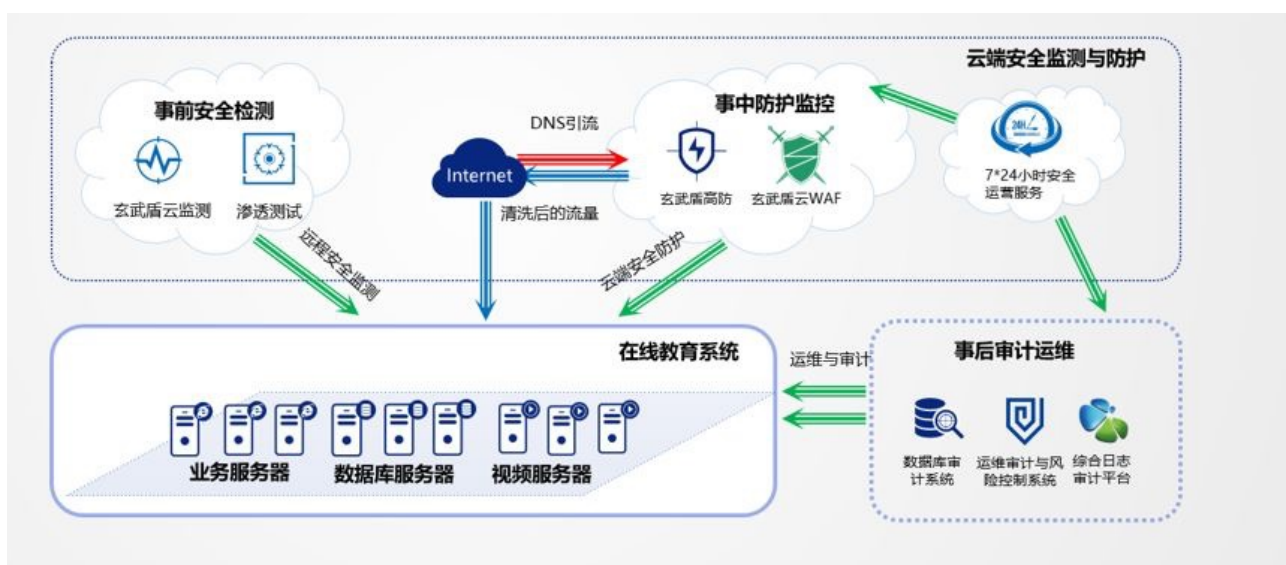 云端安全监测与防护
事前安全检测
玄武盾云监测
渗透测试
远程安全监测
Internet
DNS引流
清洗后的流量
事中防护监控
玄武盾高防
玄武盾云WAF
云端安全防护
24H
7*24小时安全
运营服务
在线教育系统
业务服务器
数据库服务器
视频服务器
运维与审计
事后审计运维
数据库审
计系统
运维审计与风
险控制系统
综合日志
审计平台